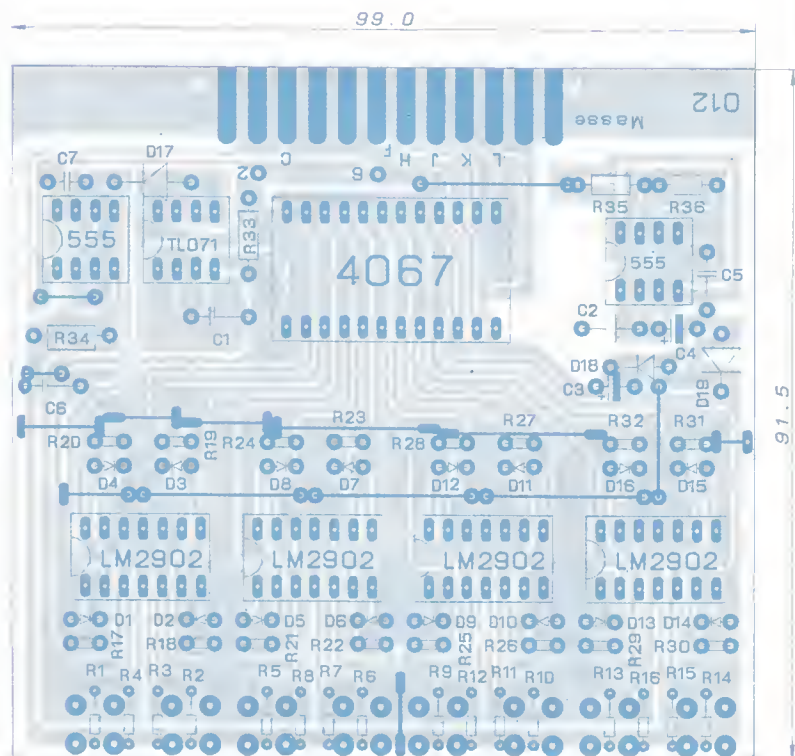 99.0
012
Masse
C F H J K L
C7 D17 2 6
R35 R36
555 TL071 R33 4067 555 C5
C1 C2
R34 C4
D18 D19
C6 C3
R23 R27 R32 R31
R20 R19 R24 R28
D4 D3 D8 D7 D12 D11 D16 D15
91.5
LM2902 LM2902 LM2902 LM2902
D1 D2 D5 D6 D9 D10 D13 D14
R17 R18 R21 R22 R25 R26 R29 R30
R1 R4 R3 R2 R5 R8 R7 R6 R9 R12 R11 R10 R13 R16 R15 R14